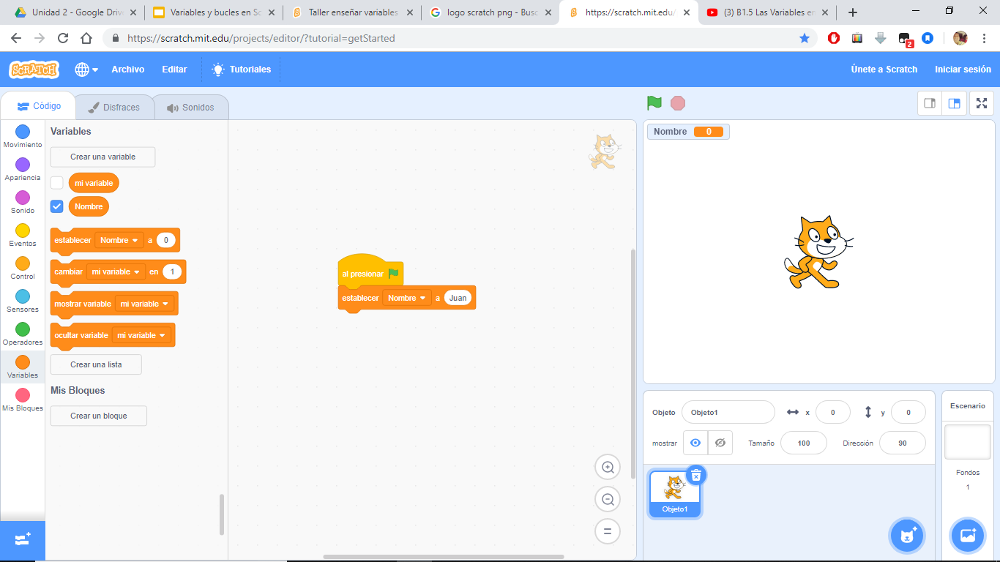 Unidad 2 - Google Drive
Variables y bucles en Sc
Taller enseñar variables
logo scratch png - Busc
https://scratch.mit.edu/
(3) B1.5 Las Variables en
https://scratch.mit.edu/projects/editor/?tutorial=getStarted
2
SCRATCH
Archivo
Editar
Tutoriales
Únete a Scratch
Iniciar sesión
Código
Disfraces
Sonidos
Movimiento
Apariencia
Sonido
Eventos
Control
Sensores
Operadores
Variables
Mis Bloques
Variables
Crear una variable
mi variable
Nombre
establecer Nombre a 0
cambiar mi variable en 1
mostrar variable mi variable
ocultar variable mi variable
Crear una lista
Mis Bloques
Crear un bloque
al presionar
establecer Nombre a Juan
Nombre 0
Objeto Objeto1 x 0 y 0
mostrar Tamaño 100 Dirección 90
Objeto1
Escenario
Fondos
1